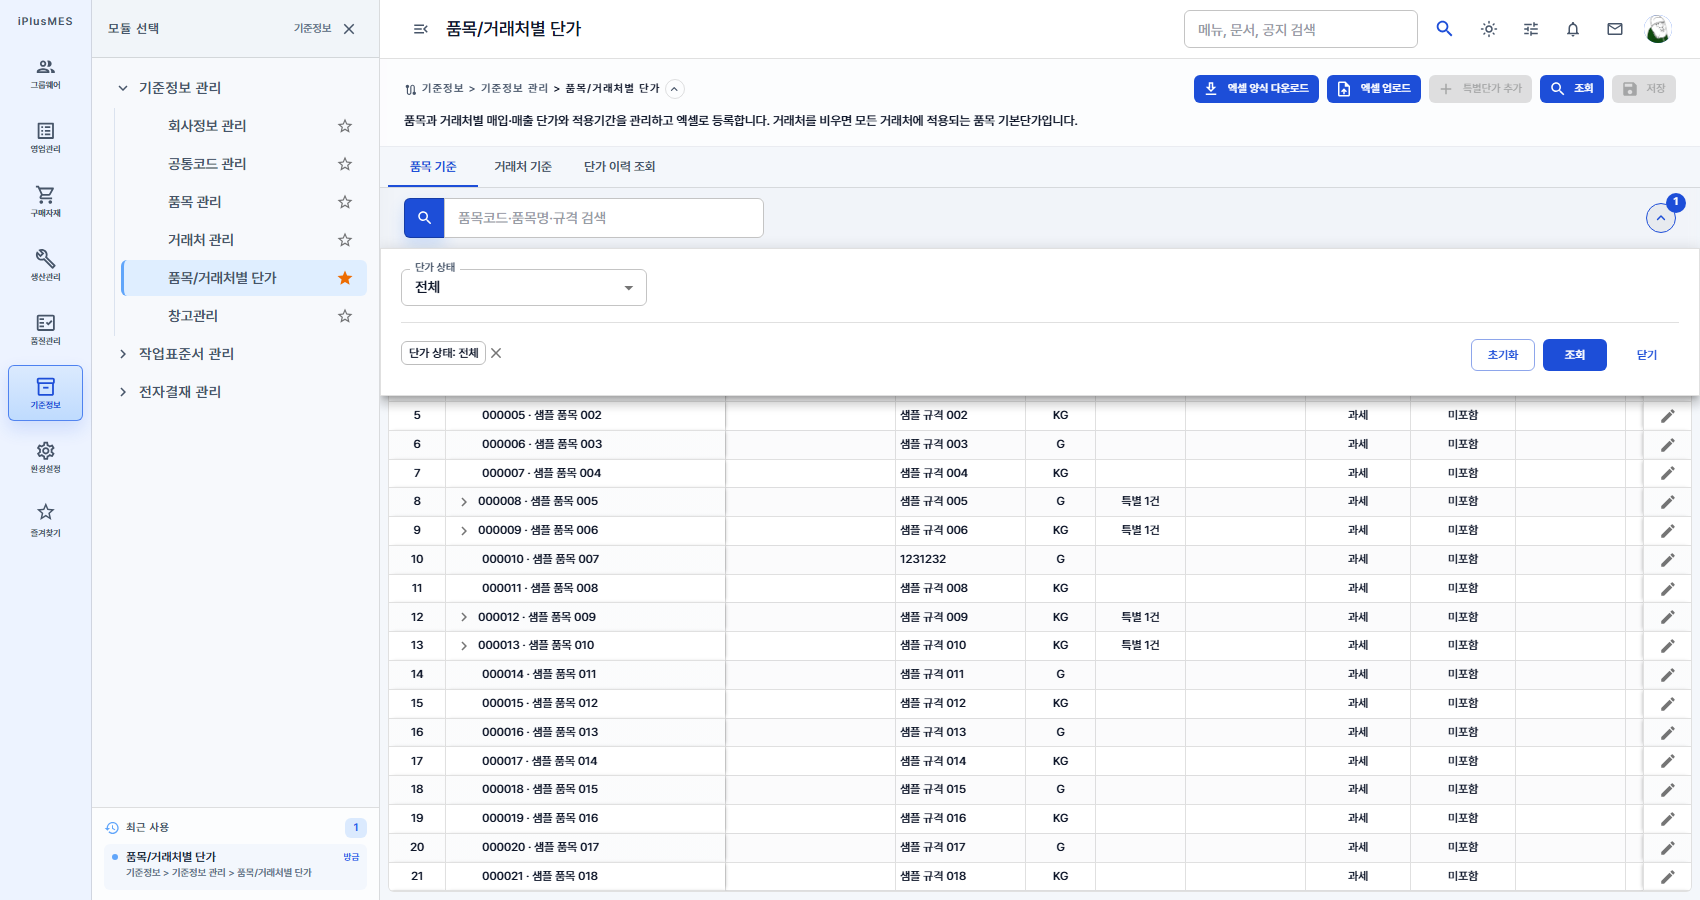 iPlusMES
그룹웨어
영업관리
구매자재
생산관리
품질관리
기준정보
환경설정
즐겨찾기
모듈 선택
기준정보
기준정보 관리
회사정보 관리
공통코드 관리
품목 관리
거래처 관리
품목/거래처별 단가
창고관리
작업표준서 관리
전자결재 관리
최근 사용 1
품목/거래처별 단가 방금
기준정보 > 기준정보 관리 > 품목/거래처별 단가
품목/거래처별 단가
메뉴, 문서, 공지 검색
기준정보 > 기준정보 관리 > 품목/거래처별 단가
엑셀 양식 다운로드 엑셀 업로드 특별단가 추가 조회 저장
품목과 거래처별 매입·매출 단가와 적용기간을 관리하고 엑셀로 등록합니다. 거래처를 비우면 모든 거래처에 적용되는 품목 기본단가입니다.
품목 기준 거래처 기준 단가 이력 조회
품목코드·품목명·규격 검색
1
단가 상태
전체
단가 상태: 전체
초기화 조회 닫기
5 000005 · 샘플 품목 002 샘플 규격 002 KG 과세 미포함
6 000006 · 샘플 품목 003 샘플 규격 003 G 과세 미포함
7 000007 · 샘플 품목 004 샘플 규격 004 KG 과세 미포함
8 000008 · 샘플 품목 005 샘플 규격 005 G 특별 1건 과세 미포함
9 000009 · 샘플 품목 006 샘플 규격 006 KG 특별 1건 과세 미포함
10 000010 · 샘플 품목 007 1231232 G 과세 미포함
11 000011 · 샘플 품목 008 샘플 규격 008 KG 과세 미포함
12 000012 · 샘플 품목 009 샘플 규격 009 KG 특별 1건 과세 미포함
13 000013 · 샘플 품목 010 샘플 규격 010 KG 특별 1건 과세 미포함
14 000014 · 샘플 품목 011 샘플 규격 011 G 과세 미포함
15 000015 · 샘플 품목 012 샘플 규격 012 KG 과세 미포함
16 000016 · 샘플 품목 013 샘플 규격 013 G 과세 미포함
17 000017 · 샘플 품목 014 샘플 규격 014 KG 과세 미포함
18 000018 · 샘플 품목 015 샘플 규격 015 G 과세 미포함
19 000019 · 샘플 품목 016 샘플 규격 016 KG 과세 미포함
20 000020 · 샘플 품목 017 샘플 규격 017 G 과세 미포함
21 000021 · 샘플 품목 018 샘플 규격 018 KG 과세 미포함